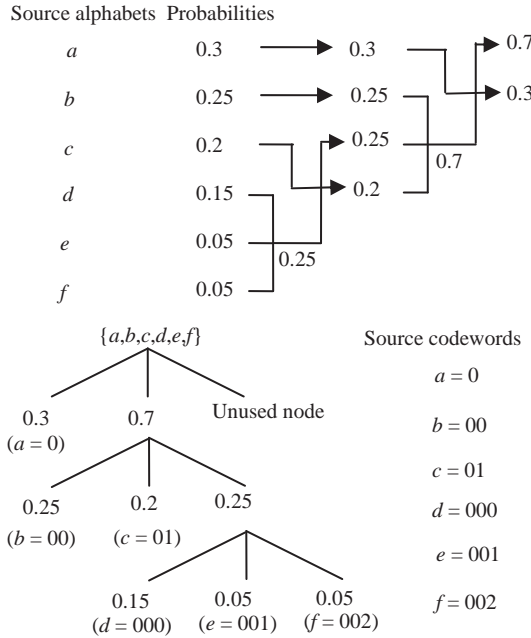 Source alphabets Probabilities
a 0.3 0.3 0.7
b 0.25 0.25 0.3
c 0.2 0.25
0.7
d 0.15 0.2
e 0.05
0.25
f 0.05
{a,b,c,d,e,f}
0.3 0.7 Unused node
(a = 0)
0.25 0.2 0.25
(b = 00) (c = 01)
0.15 0.05 0.05
(d = 000) (e = 001) (f = 002)
Source codewords
a = 0
b = 00
c = 01
d = 000
e = 001
f = 002